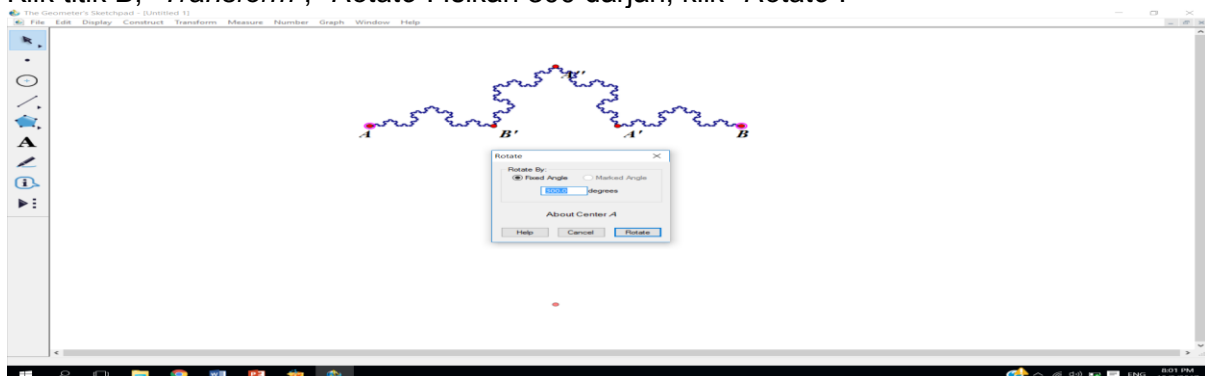 Klik titik B, "Transform", "Rotate'I isikan 300 darjah, klik "Rotate".
The Geometer's Sketchpad - [Untitled 1]
File Edit Display Construct Transform Measure Number Graph Window Help
A''
A
B'
A'
B
Rotate
Rotate By:
Fixed Angle Marked Angle
300.0 degrees
About Center A
Help Cancel Rotate
ENG 8:01 PM